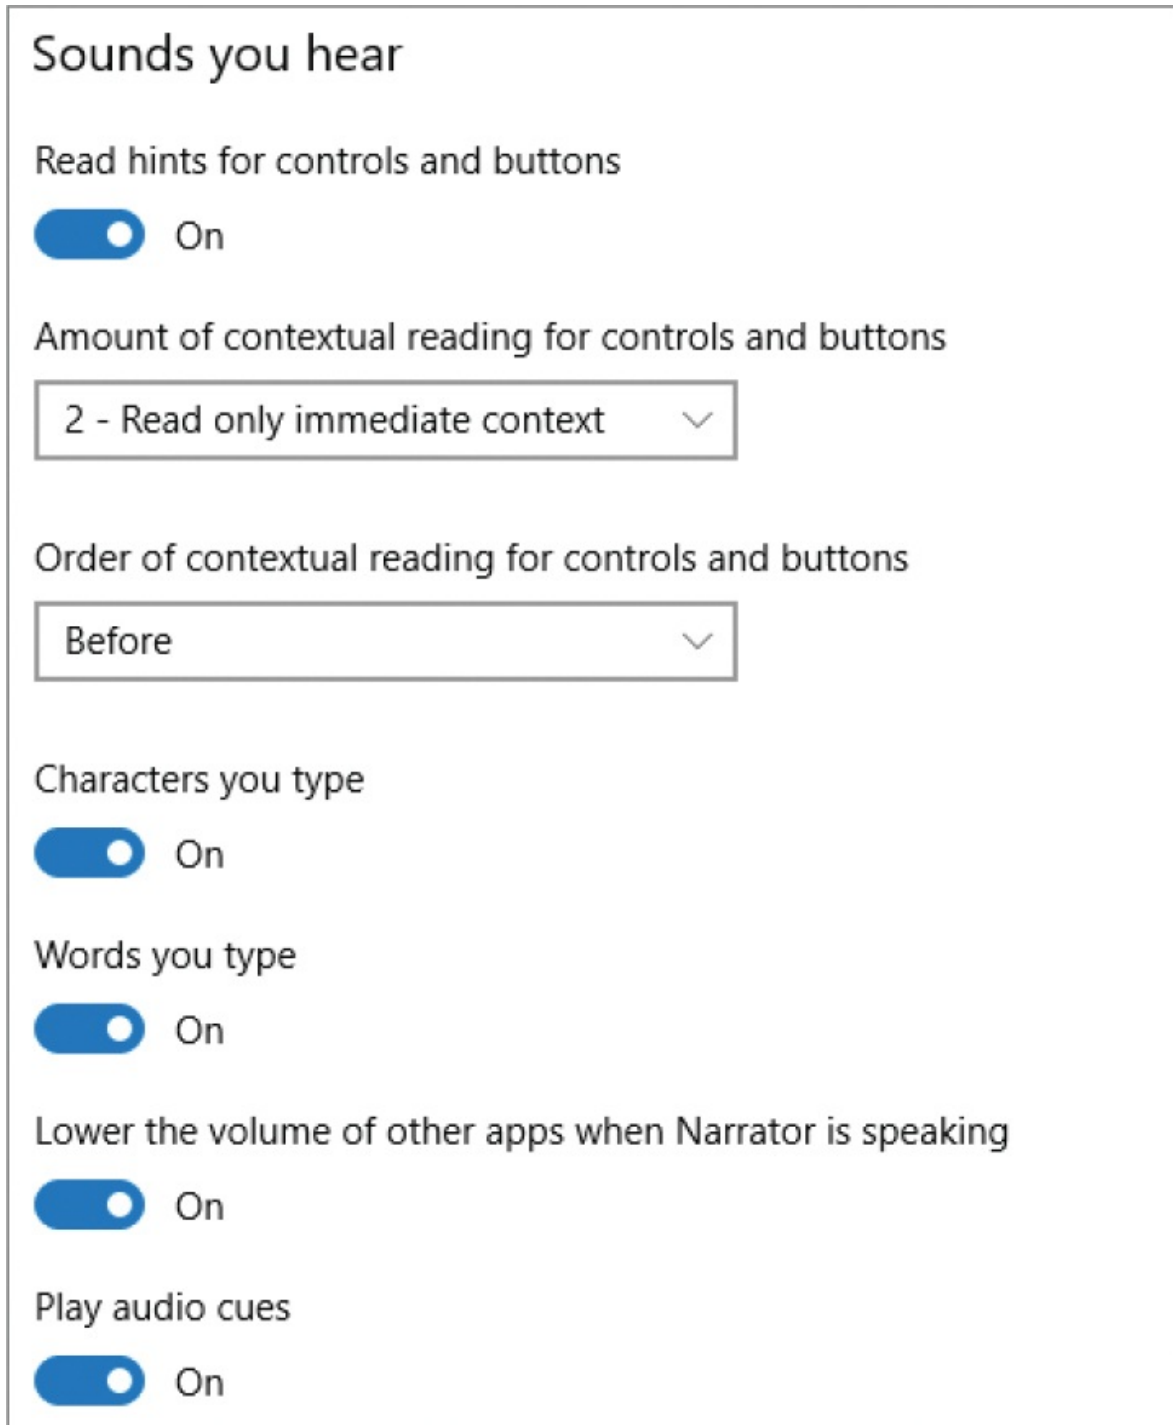 Sounds you hear
Read hints for controls and buttons
On
Amount of contextual reading for controls and buttons
2 - Read only immediate context
Order of contextual reading for controls and buttons
Before
Characters you type
On
Words you type
On
Lower the volume of other apps when Narrator is speaking
On
Play audio cues
On